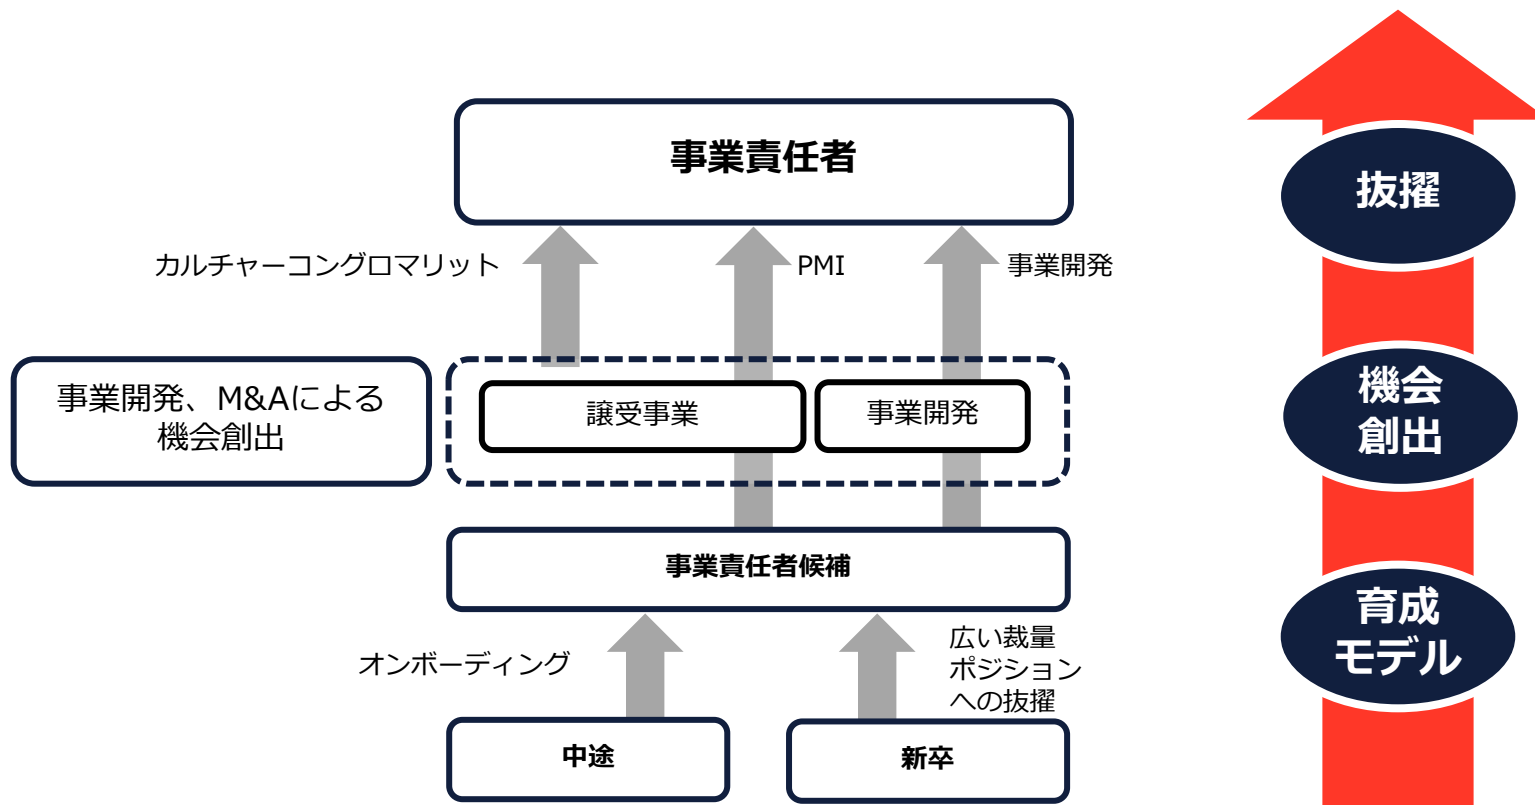 事業責任者
カルチャーコングロマリット
PMI
事業開発
事業開発、M&Aによる
機会創出
譲受事業
事業開発
事業責任者候補
オンボーディング
広い裁量
ポジション
への抜擢
中途
新卒
抜擢
機会
創出
育成
モデル